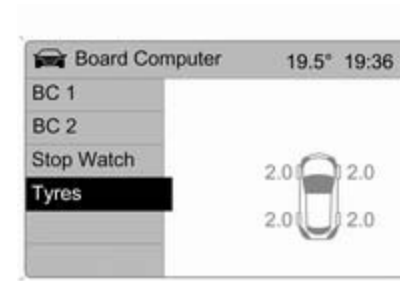 Board Computer 19.5° 19:36
BC 1
BC 2
Stop Watch
Tyres
2.0 2.0
2.0 2.0